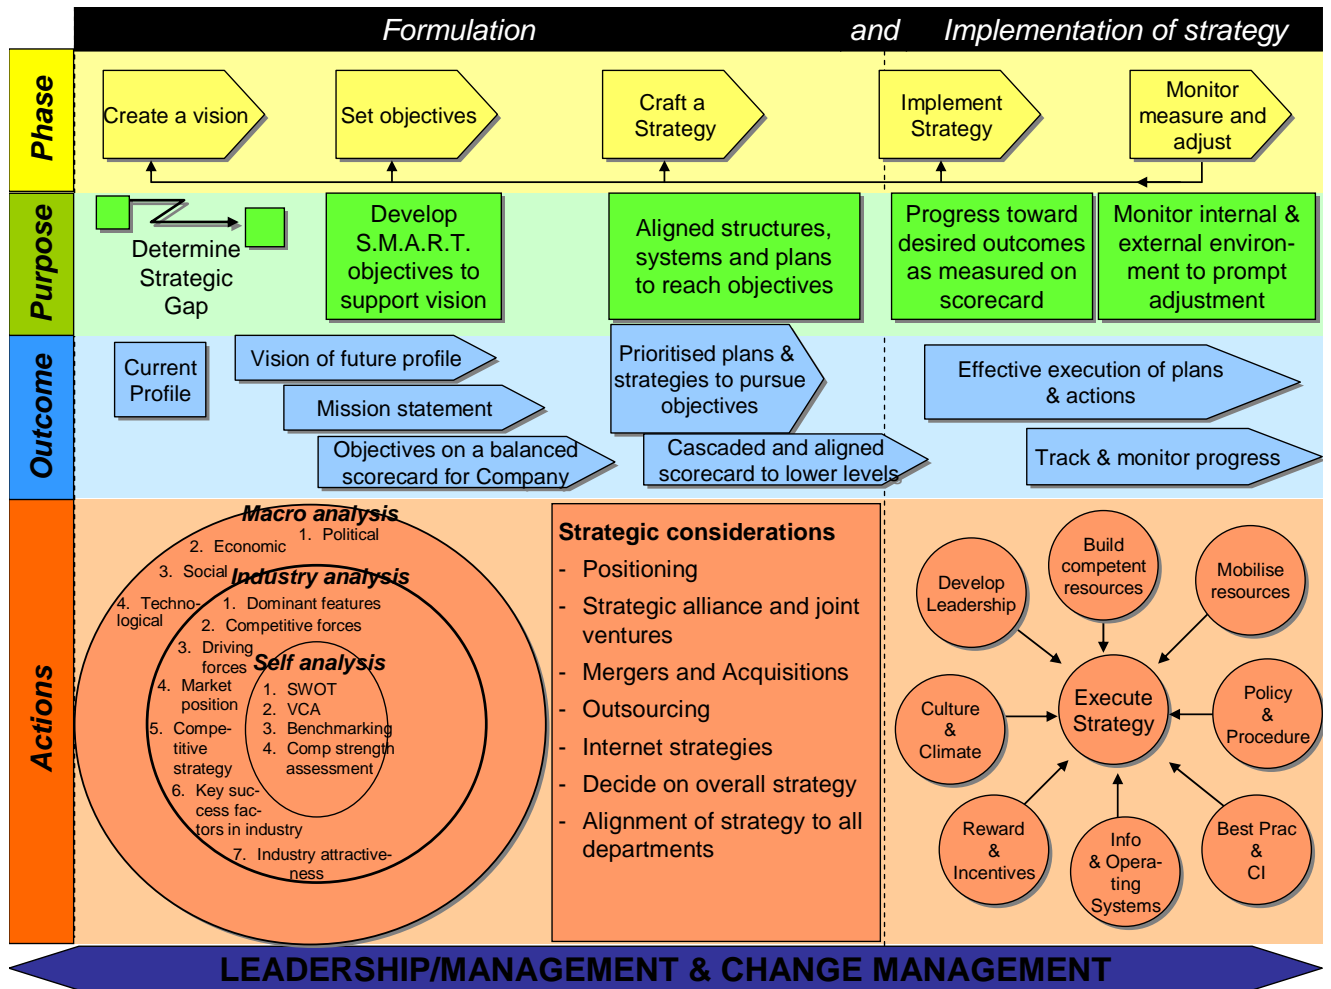 Formulation and Implementation of strategy
Phase
Create a vision
Set objectives
Craft a
Strategy
Implement
Strategy
Monitor
measure and
adjust
Purpose
Determine
Strategic
Gap
Develop
S.M.A.R.T.
objectives to
support vision
Aligned structures,
systems and plans
to reach objectives
Progress toward
desired outcomes
as measured on
scorecard
Monitor internal &
external environ-
ment to prompt
adjustment
Outcome
Current
Profile
Vision of future profile
Mission statement
Objectives on a balanced
scorecard for Company
Prioritised plans &
strategies to pursue
objectives
Cascaded and aligned
scorecard to lower levels
Effective execution of plans
& actions
Track & monitor progress
Actions
Macro analysis
1. Political
2. Economic
3. Social
4. Techno-
logical
Industry analysis
1. Dominant features
2. Competitive forces
3. Driving
forces
4. Market
position
5. Compe-
titive
strategy
6. Key suc-
cess fac-
tors in industry
7. Industry attractive-
ness
Self analysis
1. SWOT
2. VCA
3. Benchmarking
4. Comp strength
assessment
Strategic considerations
- Positioning
- Strategic alliance and joint
ventures
- Mergers and Acquisitions
- Outsourcing
- Internet strategies
- Decide on overall strategy
- Alignment of strategy to all
departments
Develop
Leadership
Build
competent
resources
Mobilise
resources
Culture
&
Climate
Execute
Strategy
Policy
&
Procedure
Reward
&
Incentives
Info
& Opera-
ting
Systems
Best Prac
&
CI
LEADERSHIP/MANAGEMENT & CHANGE MANAGEMENT